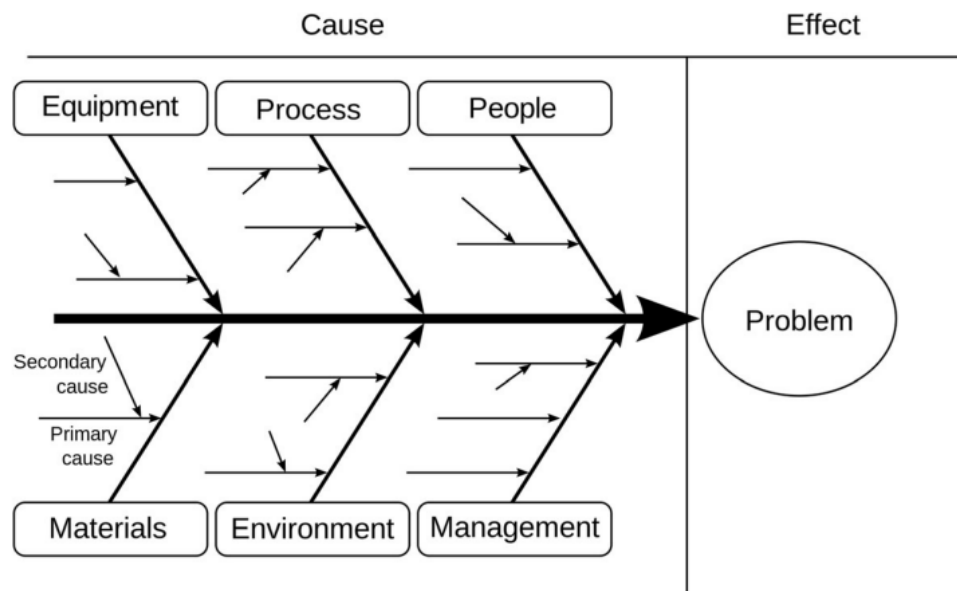 Cause
Effect
Equipment
Process
People
Problem
Secondary
cause
Primary
cause
Materials
Environment
Management